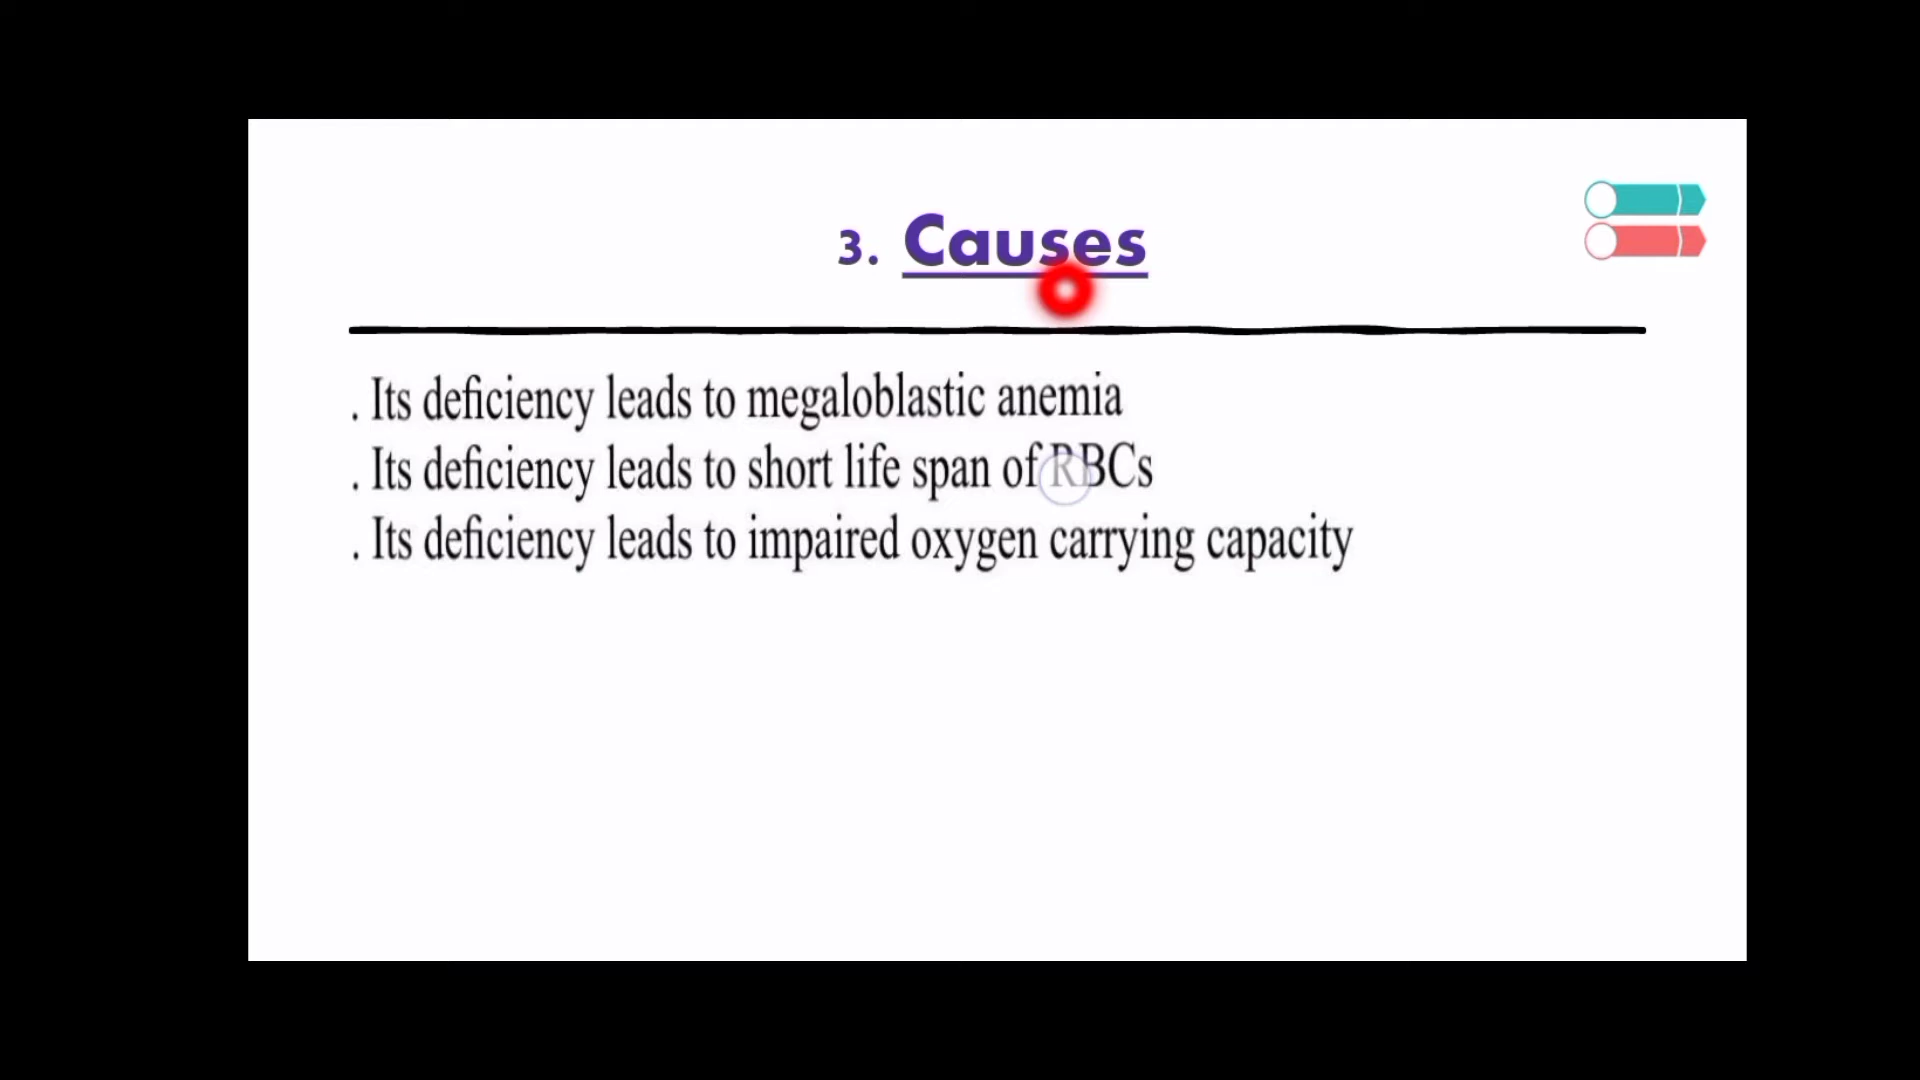 3. Causes
. Its deficiency leads to megaloblastic anemia
. Its deficiency leads to short life span of RBCs
. Its deficiency leads to impaired oxygen carrying capacity